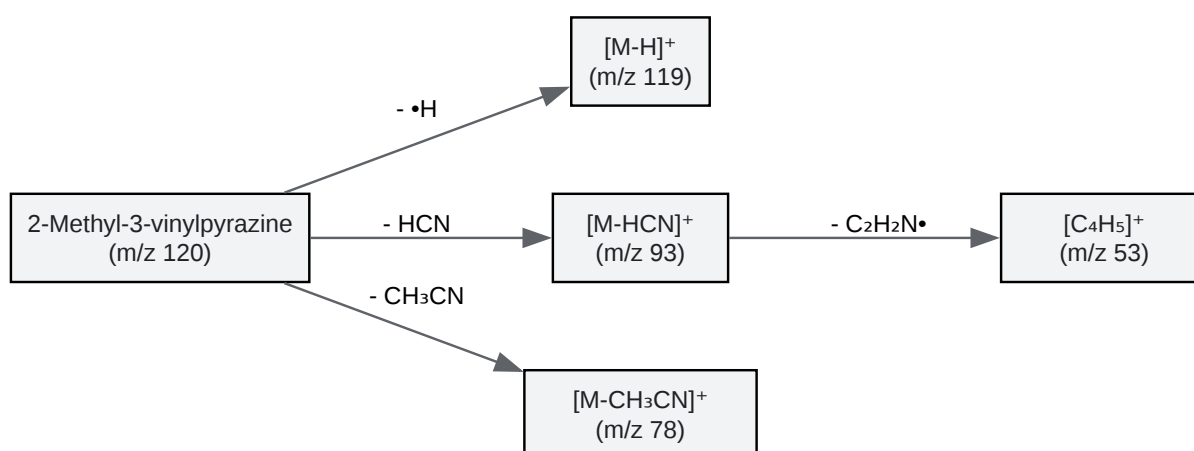 [M-H]⁺
(m/z 119)
- •H
2-Methyl-3-vinylpyrazine
(m/z 120)
- HCN
[M-HCN]⁺
(m/z 93)
- C₂H₂N•
[C₄H₅]⁺
(m/z 53)
- CH₃CN
[M-CH₃CN]⁺
(m/z 78)